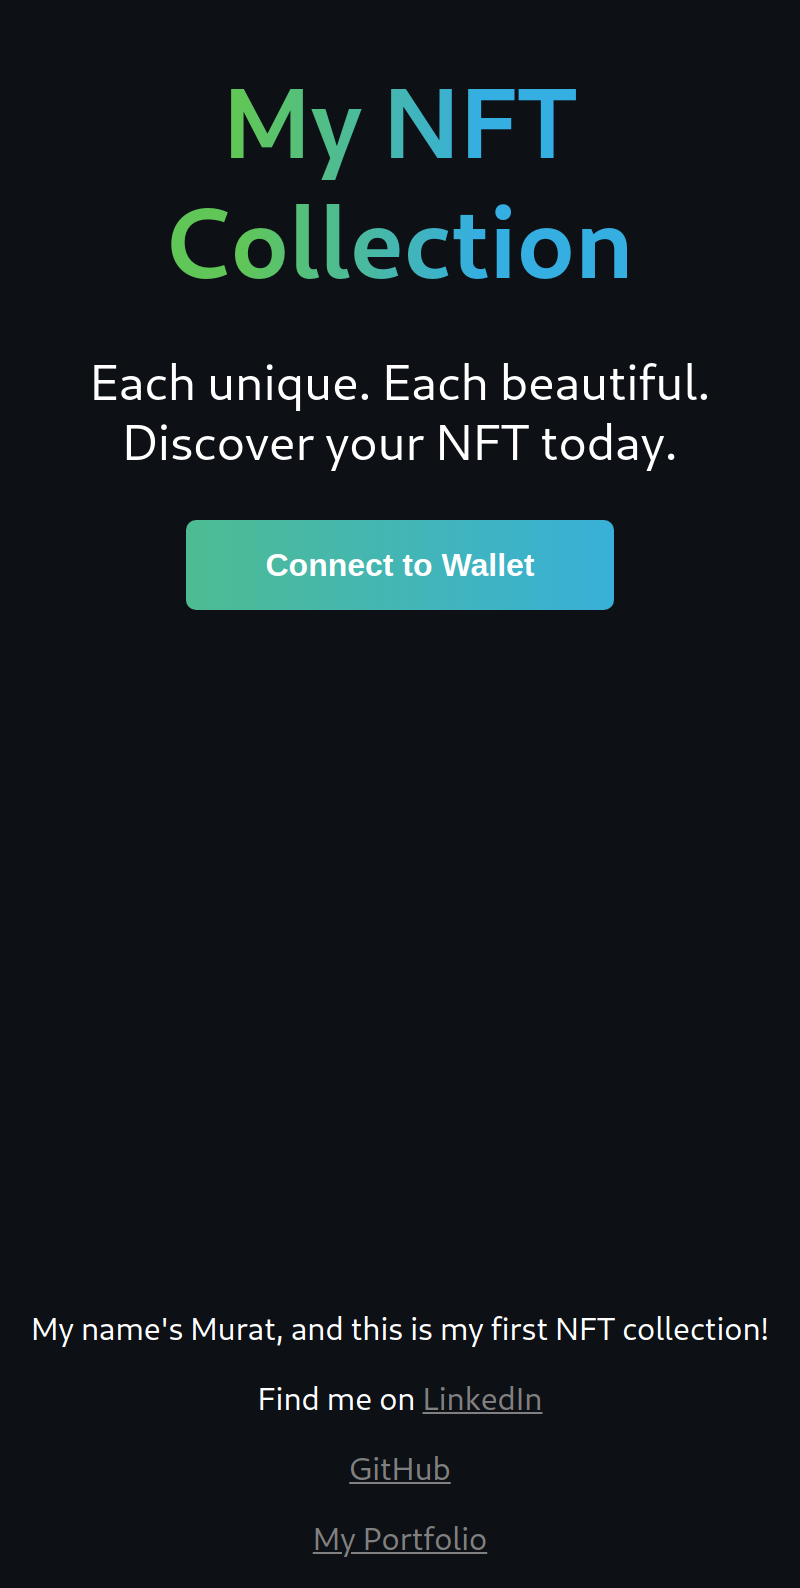 My NFT
Collection
Each unique. Each beautiful.
Discover your NFT today.
Connect to Wallet
My name's Murat, and this is my first NFT collection!
Find me on LinkedIn
GitHub
My Portfolio